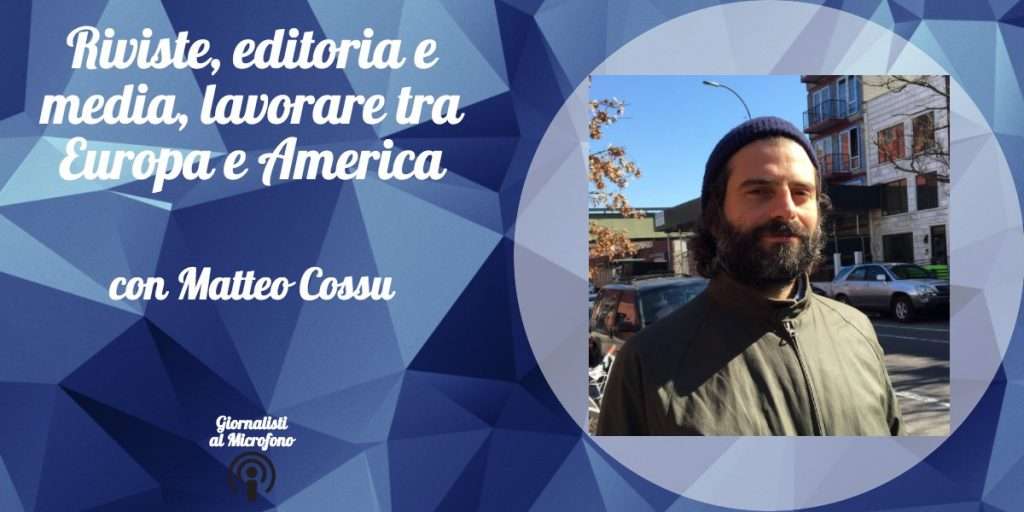 Riviste, editoria e
media, lavorare tra
Europa e America
con Matteo Cossu
Giornalisti
al Microfono